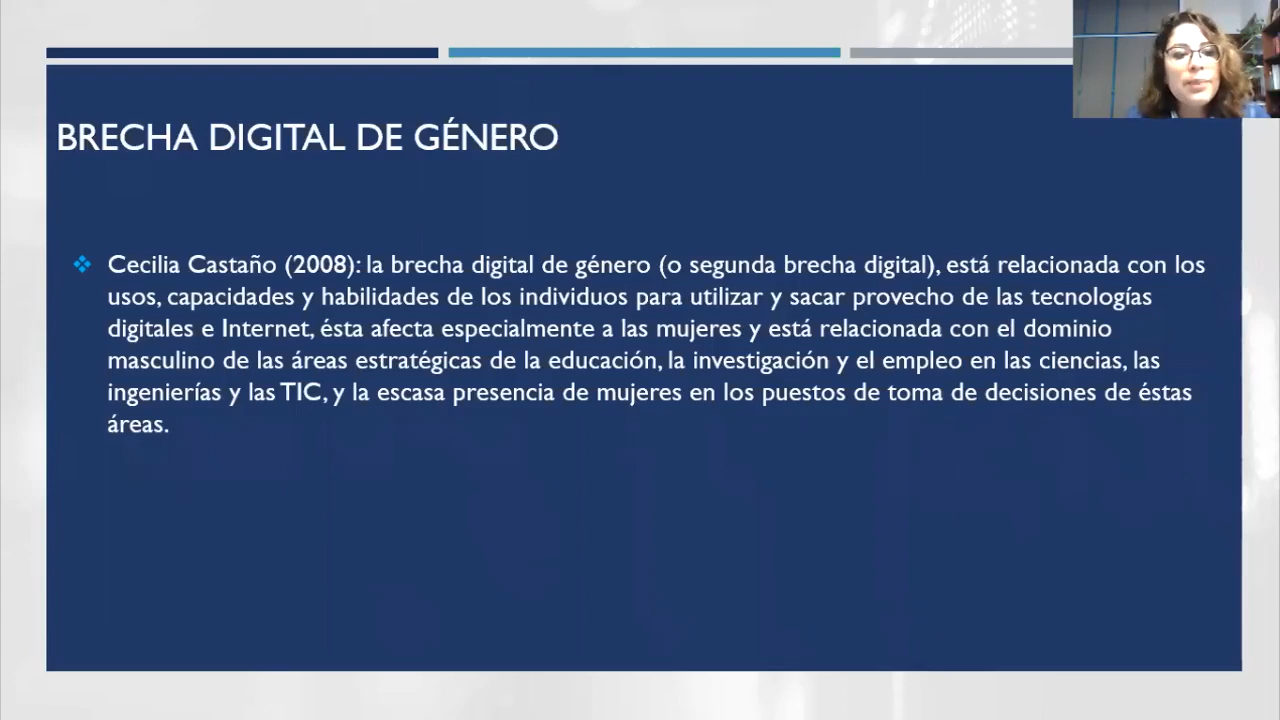 BRECHA DIGITAL DE GÉNERO
Cecilia Castaño (2008): la brecha digital de género (o segunda brecha digital), está relacionada con los
usos, capacidades y habilidades de los individuos para utilizar y sacar provecho de las tecnologías
digitales e Internet, ésta afecta especialmente a las mujeres y está relacionada con el dominio
masculino de las áreas estratégicas de la educación, la investigación y el empleo en las ciencias, las
ingenierías y las TIC, y la escasa presencia de mujeres en los puestos de toma de decisiones de éstas
áreas.